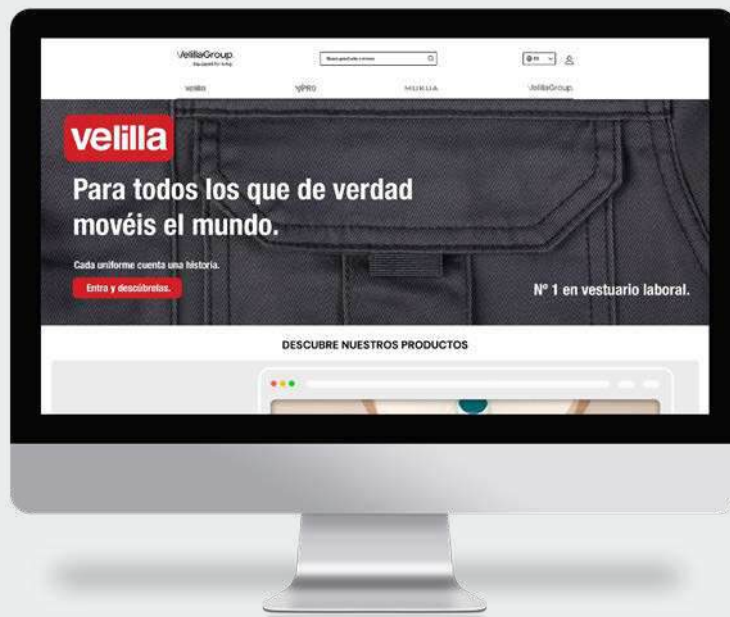 VelillaGroup
velilla
V/PRO
MUKUA
VelillaGroup
velilla
Para todos los que de verdad
movéis el mundo.
Cada uniforme cuenta una historia.
Entra y descúbrelas.
Nº 1 en vestuario laboral.
DESCUBRE NUESTROS PRODUCTOS